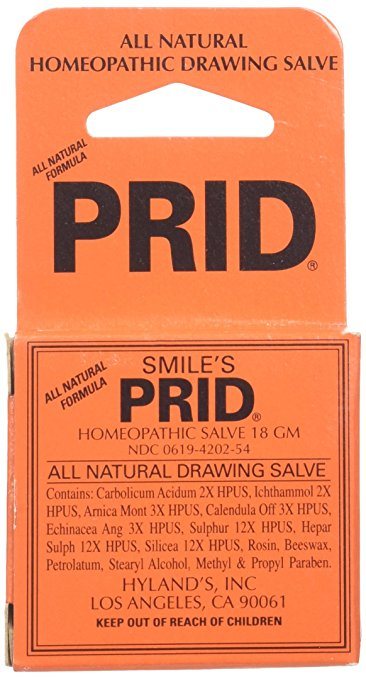 ALL NATURAL
HOMEOPATHIC DRAWING SALVE
ALL NATURAL
FORMULA
PRID®
SMILE'S
ALL NATURAL
FORMULA
PRID®
HOMEOPATHIC SALVE 18 GM
NDC 0619-4202-54
ALL NATURAL DRAWING SALVE
Contains: Carbolicum Acidum 2X HPUS, Ichthammol 2X
HPUS, Arnica Mont 3X HPUS, Calendula Off 3X HPUS,
Echinacea Ang 3X HPUS, Sulphur 12X HPUS, Hepar
Sulph 12X HPUS, Silicea 12X HPUS, Rosin, Beeswax,
Petrolatum, Stearyl Alcohol, Methyl & Propyl Paraben.
HYLAND'S, INC
LOS ANGELES, CA 90061
KEEP OUT OF REACH OF CHILDREN